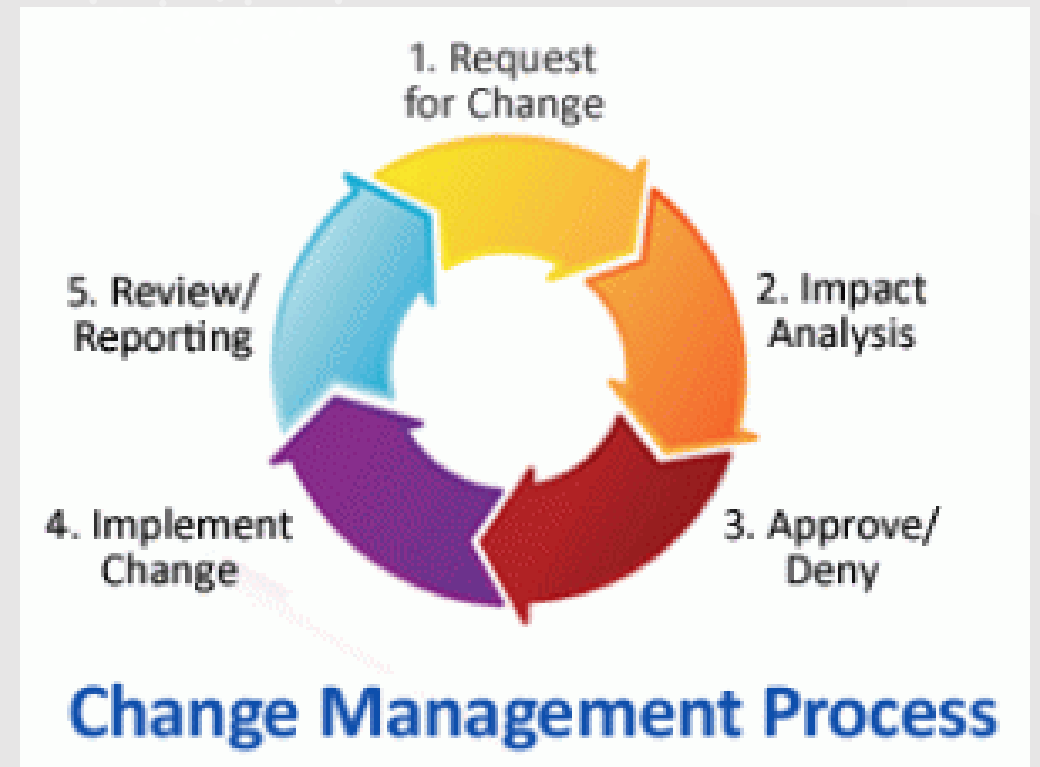 1. Request
for Change
2. Impact
Analysis
3. Approve/
Deny
4. Implement
Change
5. Review/
Reporting
Change Management Process